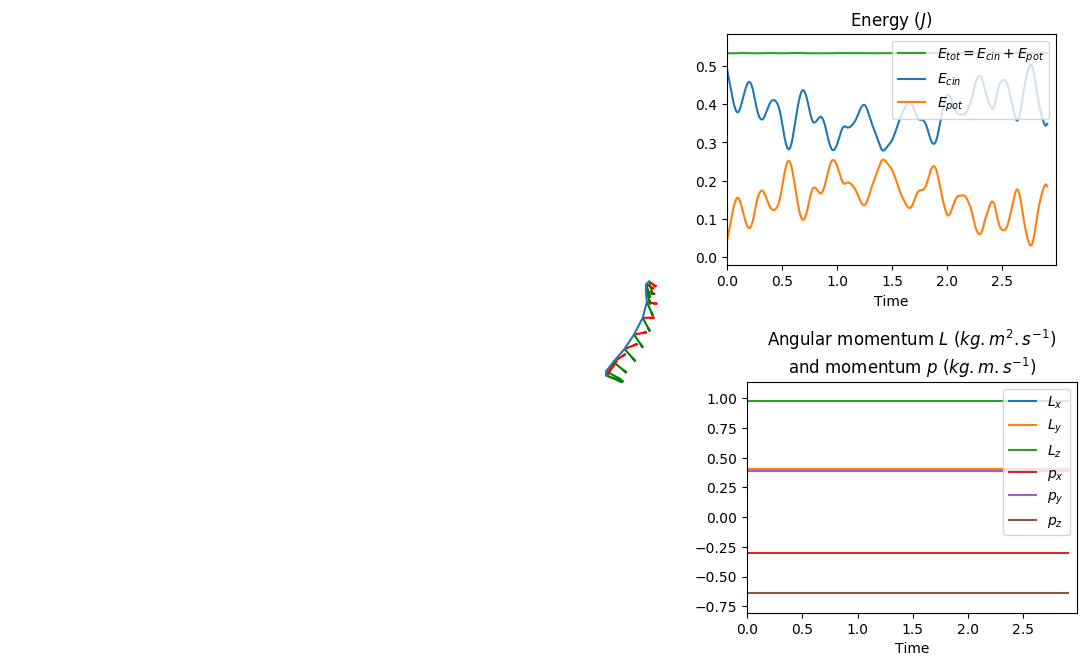 Energy (J)
E_tot = E_cin + E_pot
E_cin
E_pot
0.5
0.4
0.3
0.2
0.1
0.0
0.0 0.5 1.0 1.5 2.0 2.5
Time
Angular momentum L (kg.m².s⁻¹)
and momentum p (kg.m.s⁻¹)
L_x
L_y
L_z
p_x
p_y
p_z
1.00
0.75
0.50
0.25
0.00
−0.25
−0.50
−0.75
0.0 0.5 1.0 1.5 2.0 2.5
Time